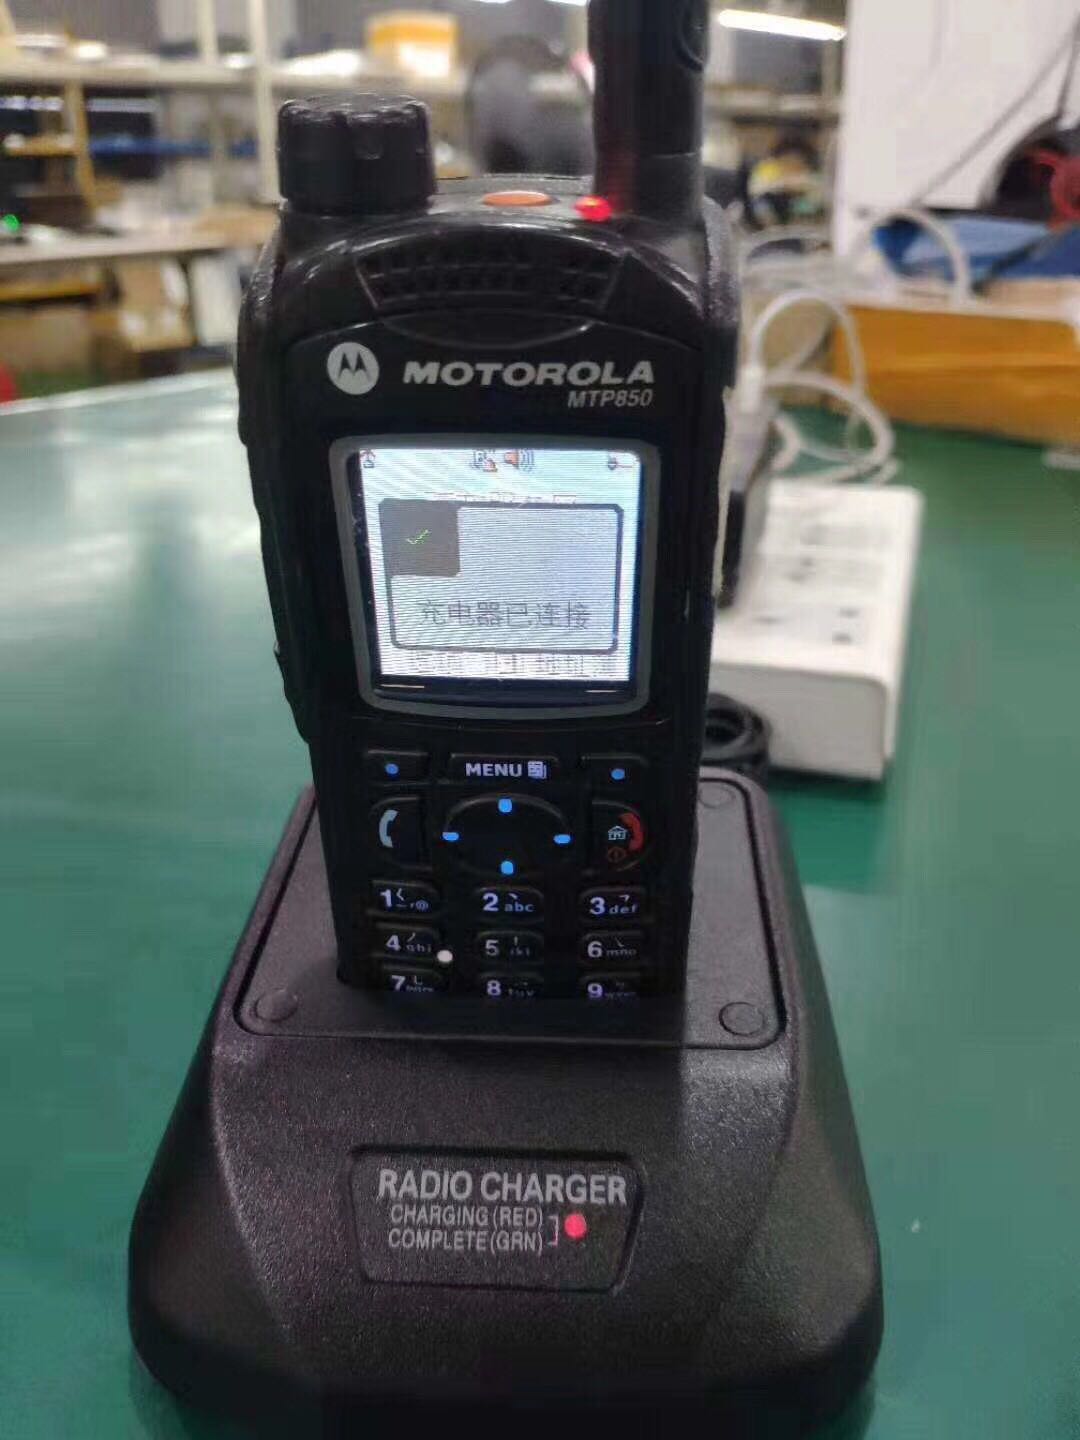 MOTOROLA
MTP850
充电器已连接
MENU
1
2 abc
3 def
4 ghi
5 jkl
6 mno
7
8 tuv
9
RADIO CHARGER
CHARGING(RED)
COMPLETE(GRN)